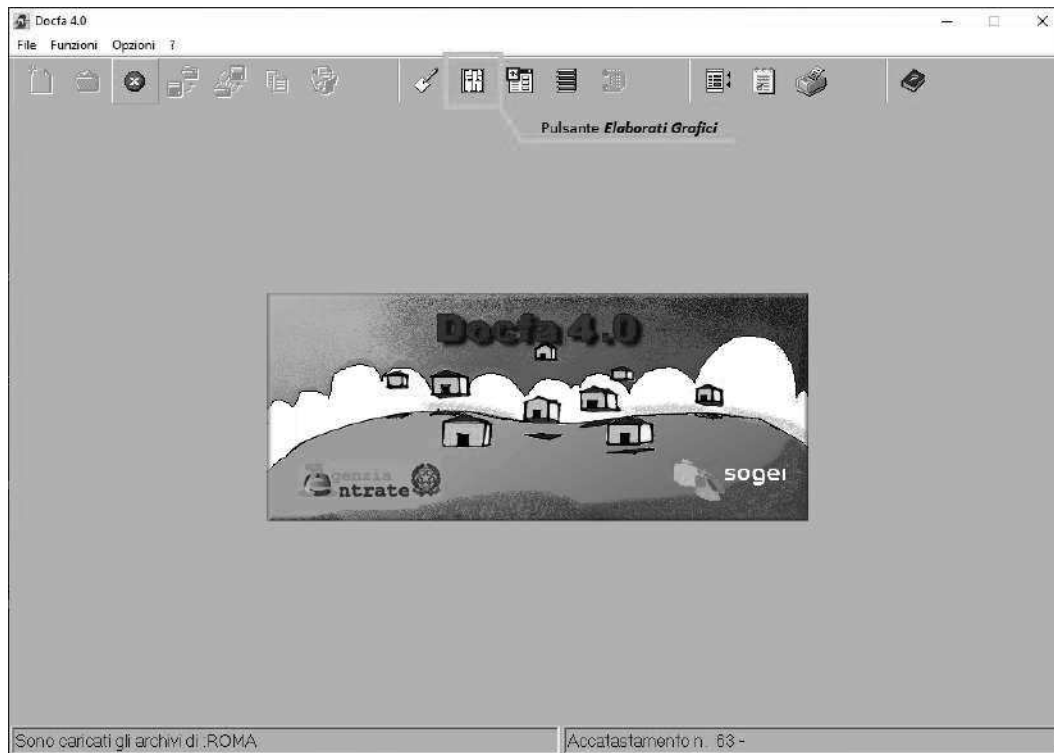 Docfa 4.0
File Funzioni Opzioni ?
Pulsante Elaborati Grafici
Docfa 4.0
genzia
ntrate
sogei
Sono caricati gli archivi di :ROMA
Accatastamento n. 63 -